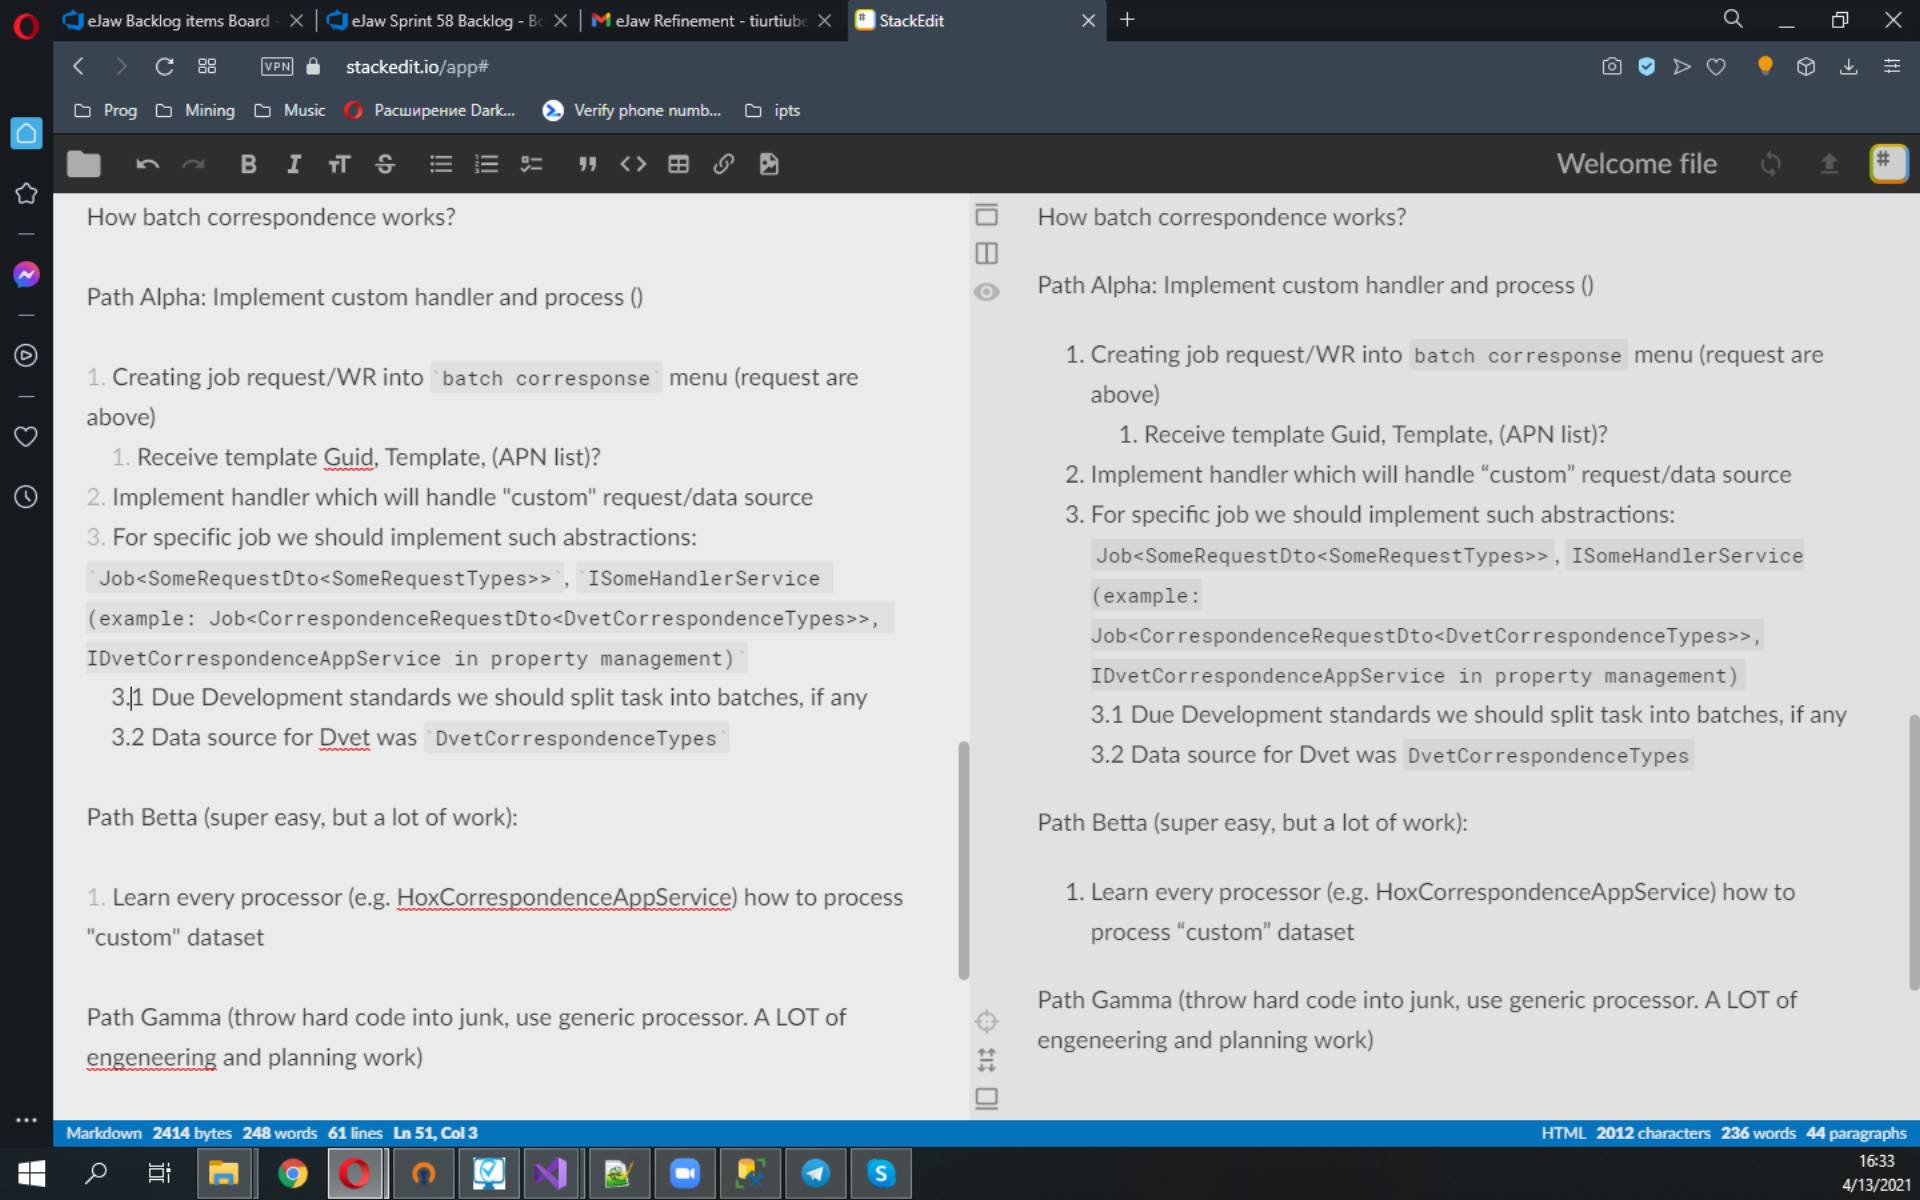 eJaw Backlog items Board
eJaw Sprint 58 Backlog - Bo
eJaw Refinement - tiurtiube
StackEdit
VPN
stackedit.io/app#
Prog
Mining
Music
Расширение Dark...
Verify phone numb...
ipts
Welcome file
How batch correspondence works?
Path Alpha: Implement custom handler and process ()
1. Creating job request/WR into `batch corresponse` menu (request are
above)
1. Receive template Guid, Template, (APN list)?
2. Implement handler which will handle "custom" request/data source
3. For specific job we should implement such abstractions:
`Job<SomeRequestDto<SomeRequestTypes>>`, `ISomeHandlerService
(example: Job<CorrespondenceRequestDto<DvetCorrespondenceTypes>>,
IDvetCorrespondenceAppService in property management)`
3.1 Due Development standards we should split task into batches, if any
3.2 Data source for Dvet was `DvetCorrespondenceTypes`
Path Betta (super easy, but a lot of work):
1. Learn every processor (e.g. HoxCorrespondenceAppService) how to process
"custom" dataset
Path Gamma (throw hard code into junk, use generic processor. A LOT of
engeneering and planning work)
How batch correspondence works?
Path Alpha: Implement custom handler and process ()
1. Creating job request/WR into batch corresponse menu (request are
above)
1. Receive template Guid, Template, (APN list)?
2. Implement handler which will handle “custom” request/data source
3. For specific job we should implement such abstractions:
Job<SomeRequestDto<SomeRequestTypes>>, ISomeHandlerService
(example:
Job<CorrespondenceRequestDto<DvetCorrespondenceTypes>>,
IDvetCorrespondenceAppService in property management)
3.1 Due Development standards we should split task into batches, if any
3.2 Data source for Dvet was DvetCorrespondenceTypes
Path Betta (super easy, but a lot of work):
1. Learn every processor (e.g. HoxCorrespondenceAppService) how to
process “custom” dataset
Path Gamma (throw hard code into junk, use generic processor. A LOT of
engeneering and planning work)
Markdown 2414 bytes 248 words 61 lines Ln 51, Col 3
HTML 2012 characters 236 words 44 paragraphs
16:33
4/13/2021